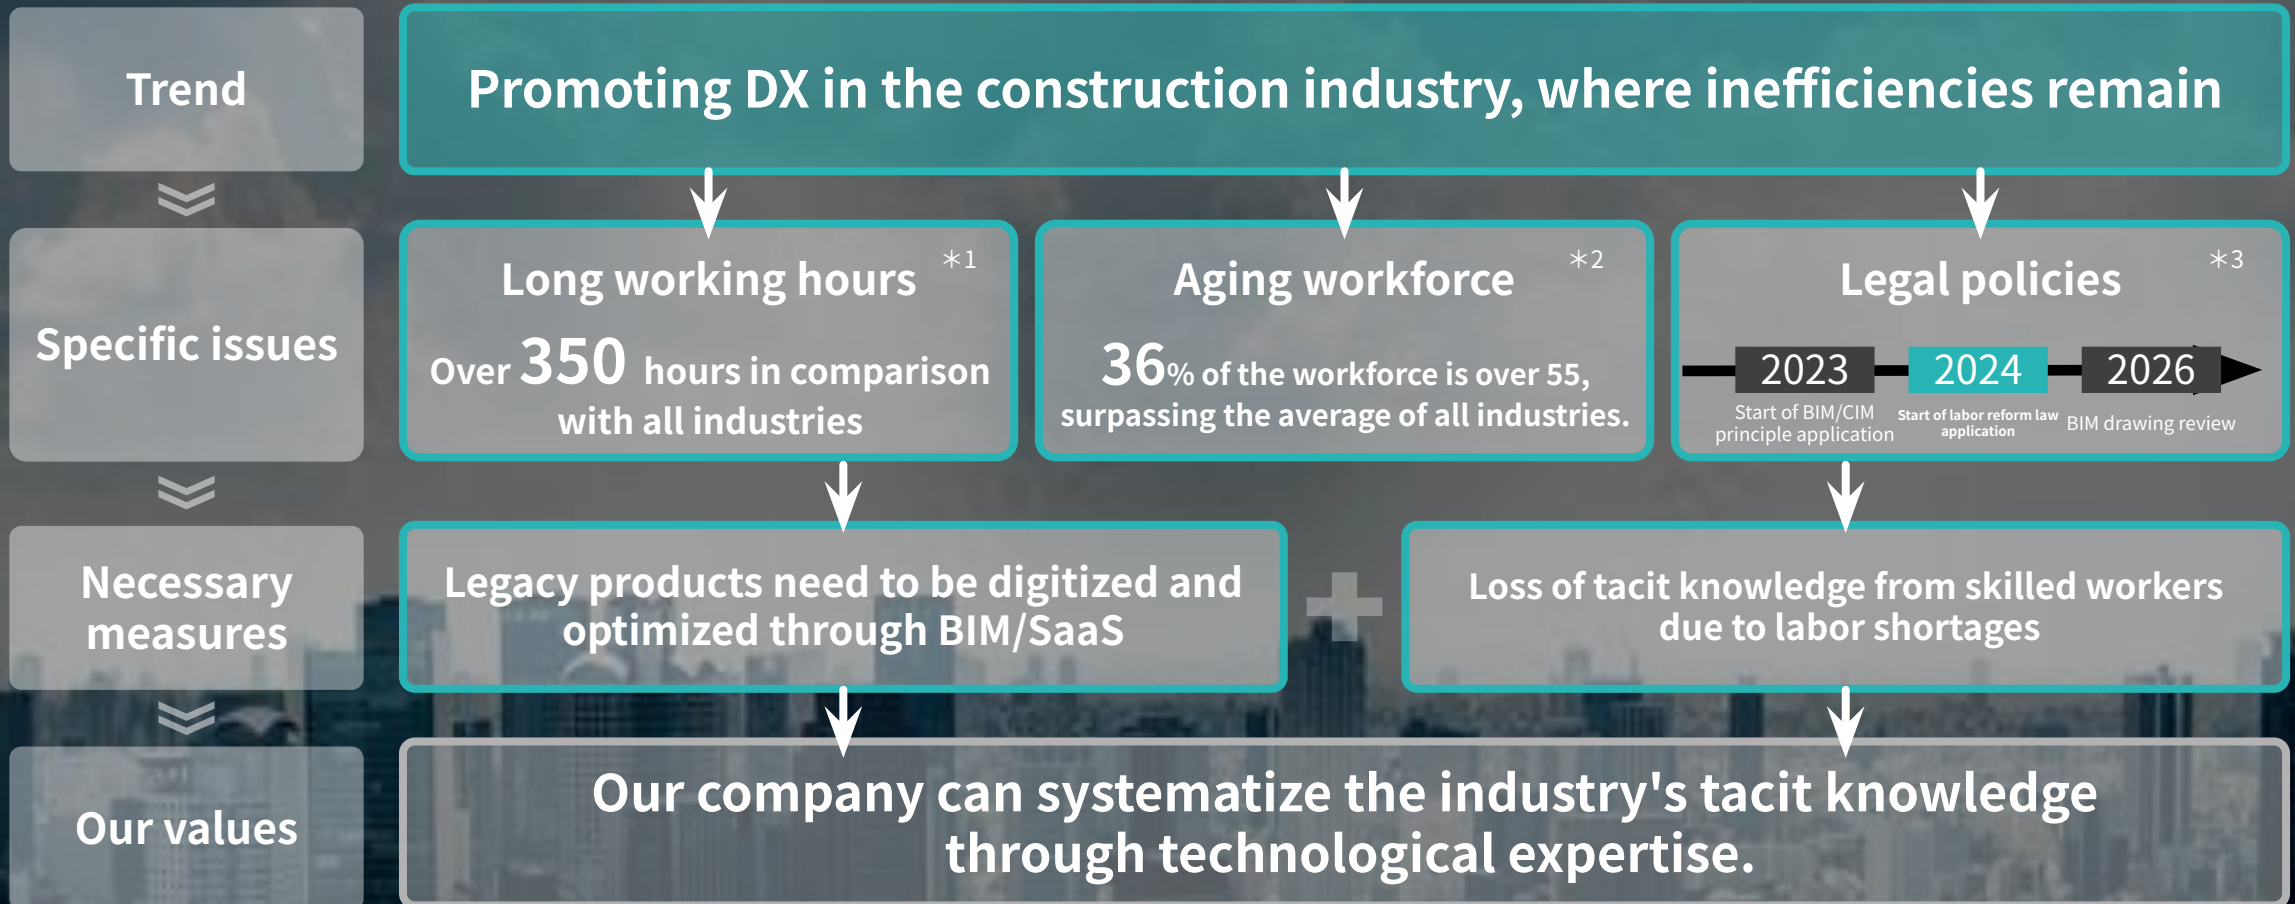 Trend
Promoting DX in the construction industry, where inefficiencies remain
Specific issues
Long working hours
*1
Over 350 hours in comparison
with all industries
Aging workforce
*2
36% of the workforce is over 55,
surpassing the average of all industries.
Legal policies
*3
2023
2024
2026
Start of BIM/CIM
principle application
Start of labor reform law
application
BIM drawing review
Necessary
measures
Legacy products need to be digitized and
optimized through BIM/SaaS
Loss of tacit knowledge from skilled workers
due to labor shortages
Our values
Our company can systematize the industry's tacit knowledge
through technological expertise.